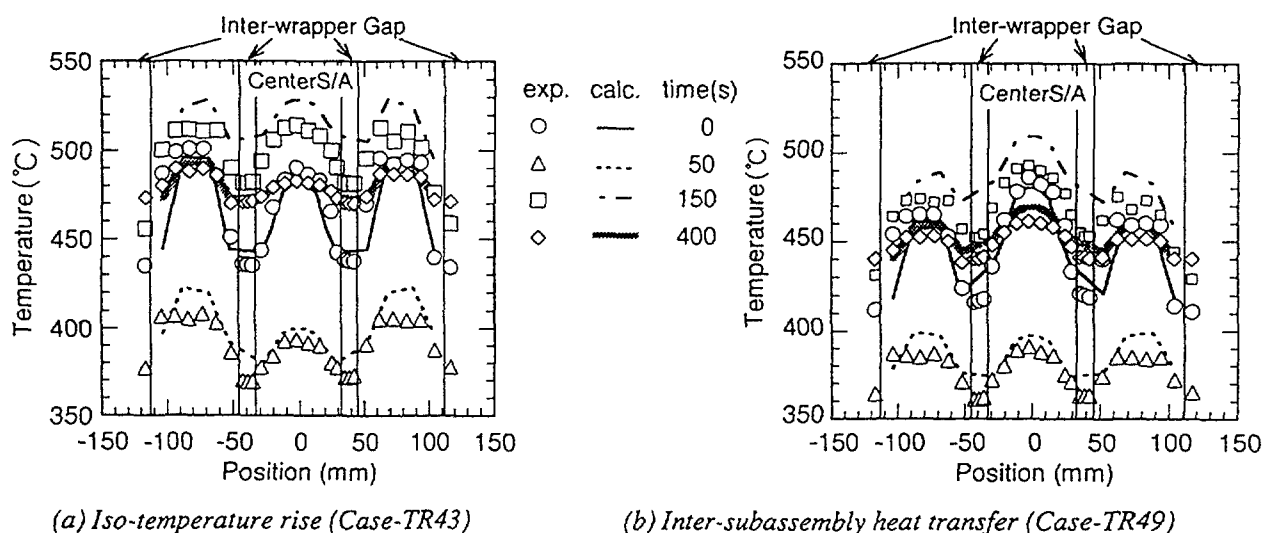 Inter-wrapper Gap
550
500
450
400
350
Temperature (℃)
CenterS/A
-150 -100 -50 0 50 100 150
Position (mm)
exp. calc. time(s)
0
50
150
400
Inter-wrapper Gap
550
500
450
400
350
Temperature (℃)
CenterS/A
-150 -100 -50 0 50 100 150
Position (mm)
(a) Iso-temperature rise (Case-TR43)
(b) Inter-subassembly heat transfer (Case-TR49)